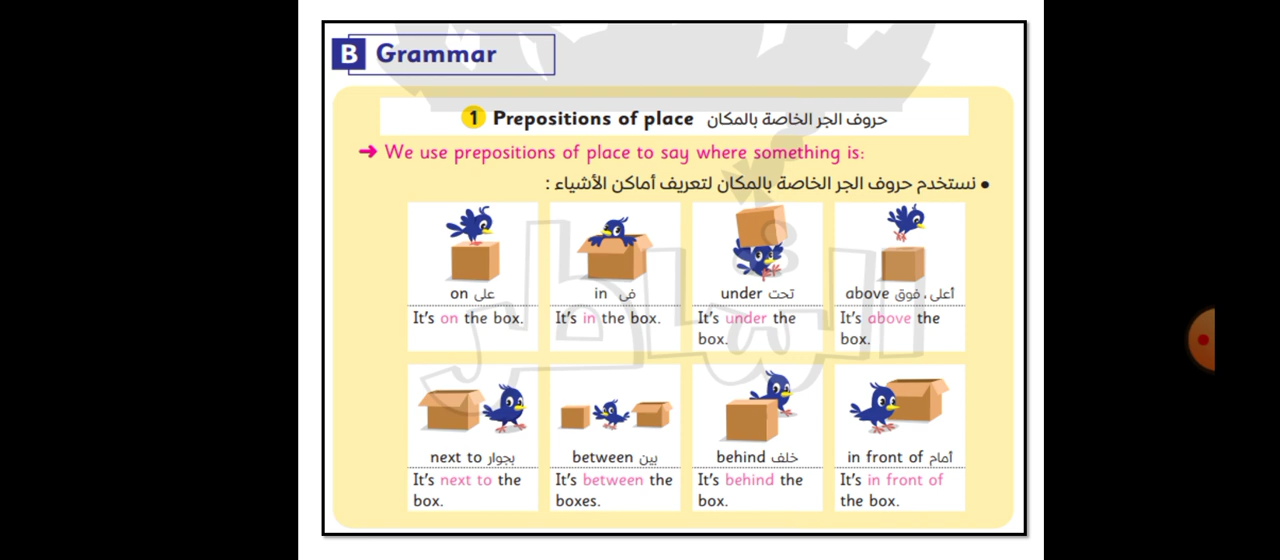 B Grammar
1 Prepositions of place حروف الجر الخاصة بالمكان
➜ We use prepositions of place to say where something is:
• نستخدم حروف الجر الخاصة بالمكان لتعريف أماكن الأشياء :
on على
It's on the box.
in فى
It's in the box.
under تحت
It's under the
box.
above أعلى، فوق
It's above the
box.
next to بجوار
It's next to the
box.
between بين
It's between the
boxes.
behind خلف
It's behind the
box.
in front of أمام
It's in front of
the box.
الشاطر